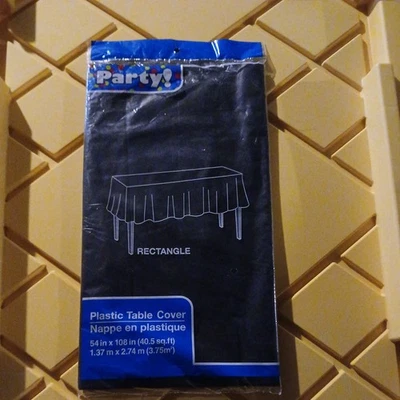 Party!
RECTANGLE
Plastic Table Cover
Nappe en plastique
54 in x 108 in (40.5 sq.ft)
1.37 m x 2.74 m (3.75m²)